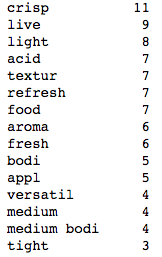 crisp 11
live 9
light 8
acid 7
textur 7
refresh 7
food 7
aroma 6
fresh 6
bodi 5
appl 5
versatil 4
medium 4
medium bodi 4
tight 3